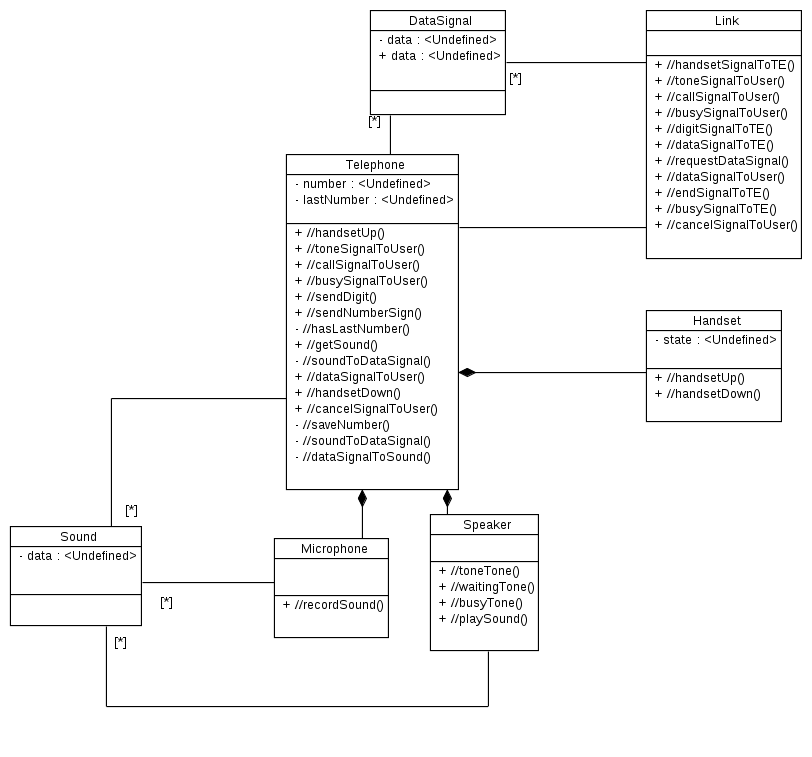 DataSignal
- data : <Undefined>
+ data : <Undefined>
[*]
[*]
Link
+ //handsetSignalToTE()
+ //toneSignalToUser()
+ //callSignalToUser()
+ //busySignalToUser()
+ //digitSignalToTE()
+ //dataSignalToTE()
+ //requestDataSignal()
+ //dataSignalToUser()
+ //endSignalToTE()
+ //busySignalToTE()
+ //cancelSignalToUser()
Telephone
- number : <Undefined>
- lastNumber : <Undefined>
+ //handsetUp()
+ //toneSignalToUser()
+ //callSignalToUser()
+ //busySignalToUser()
+ //sendDigit()
+ //sendNumberSign()
- //hasLastNumber()
+ //getSound()
- //soundToDataSignal()
+ //dataSignalToUser()
+ //handsetDown()
+ //cancelSignalToUser()
- //saveNumber()
- //soundToDataSignal()
- //dataSignalToSound()
Handset
- state : <Undefined>
+ //handsetUp()
+ //handsetDown()
[*]
Sound
- data : <Undefined>
[*]
[*]
Microphone
+ //recordSound()
Speaker
+ //toneTone()
+ //waitingTone()
+ //busyTone()
+ //playSound()